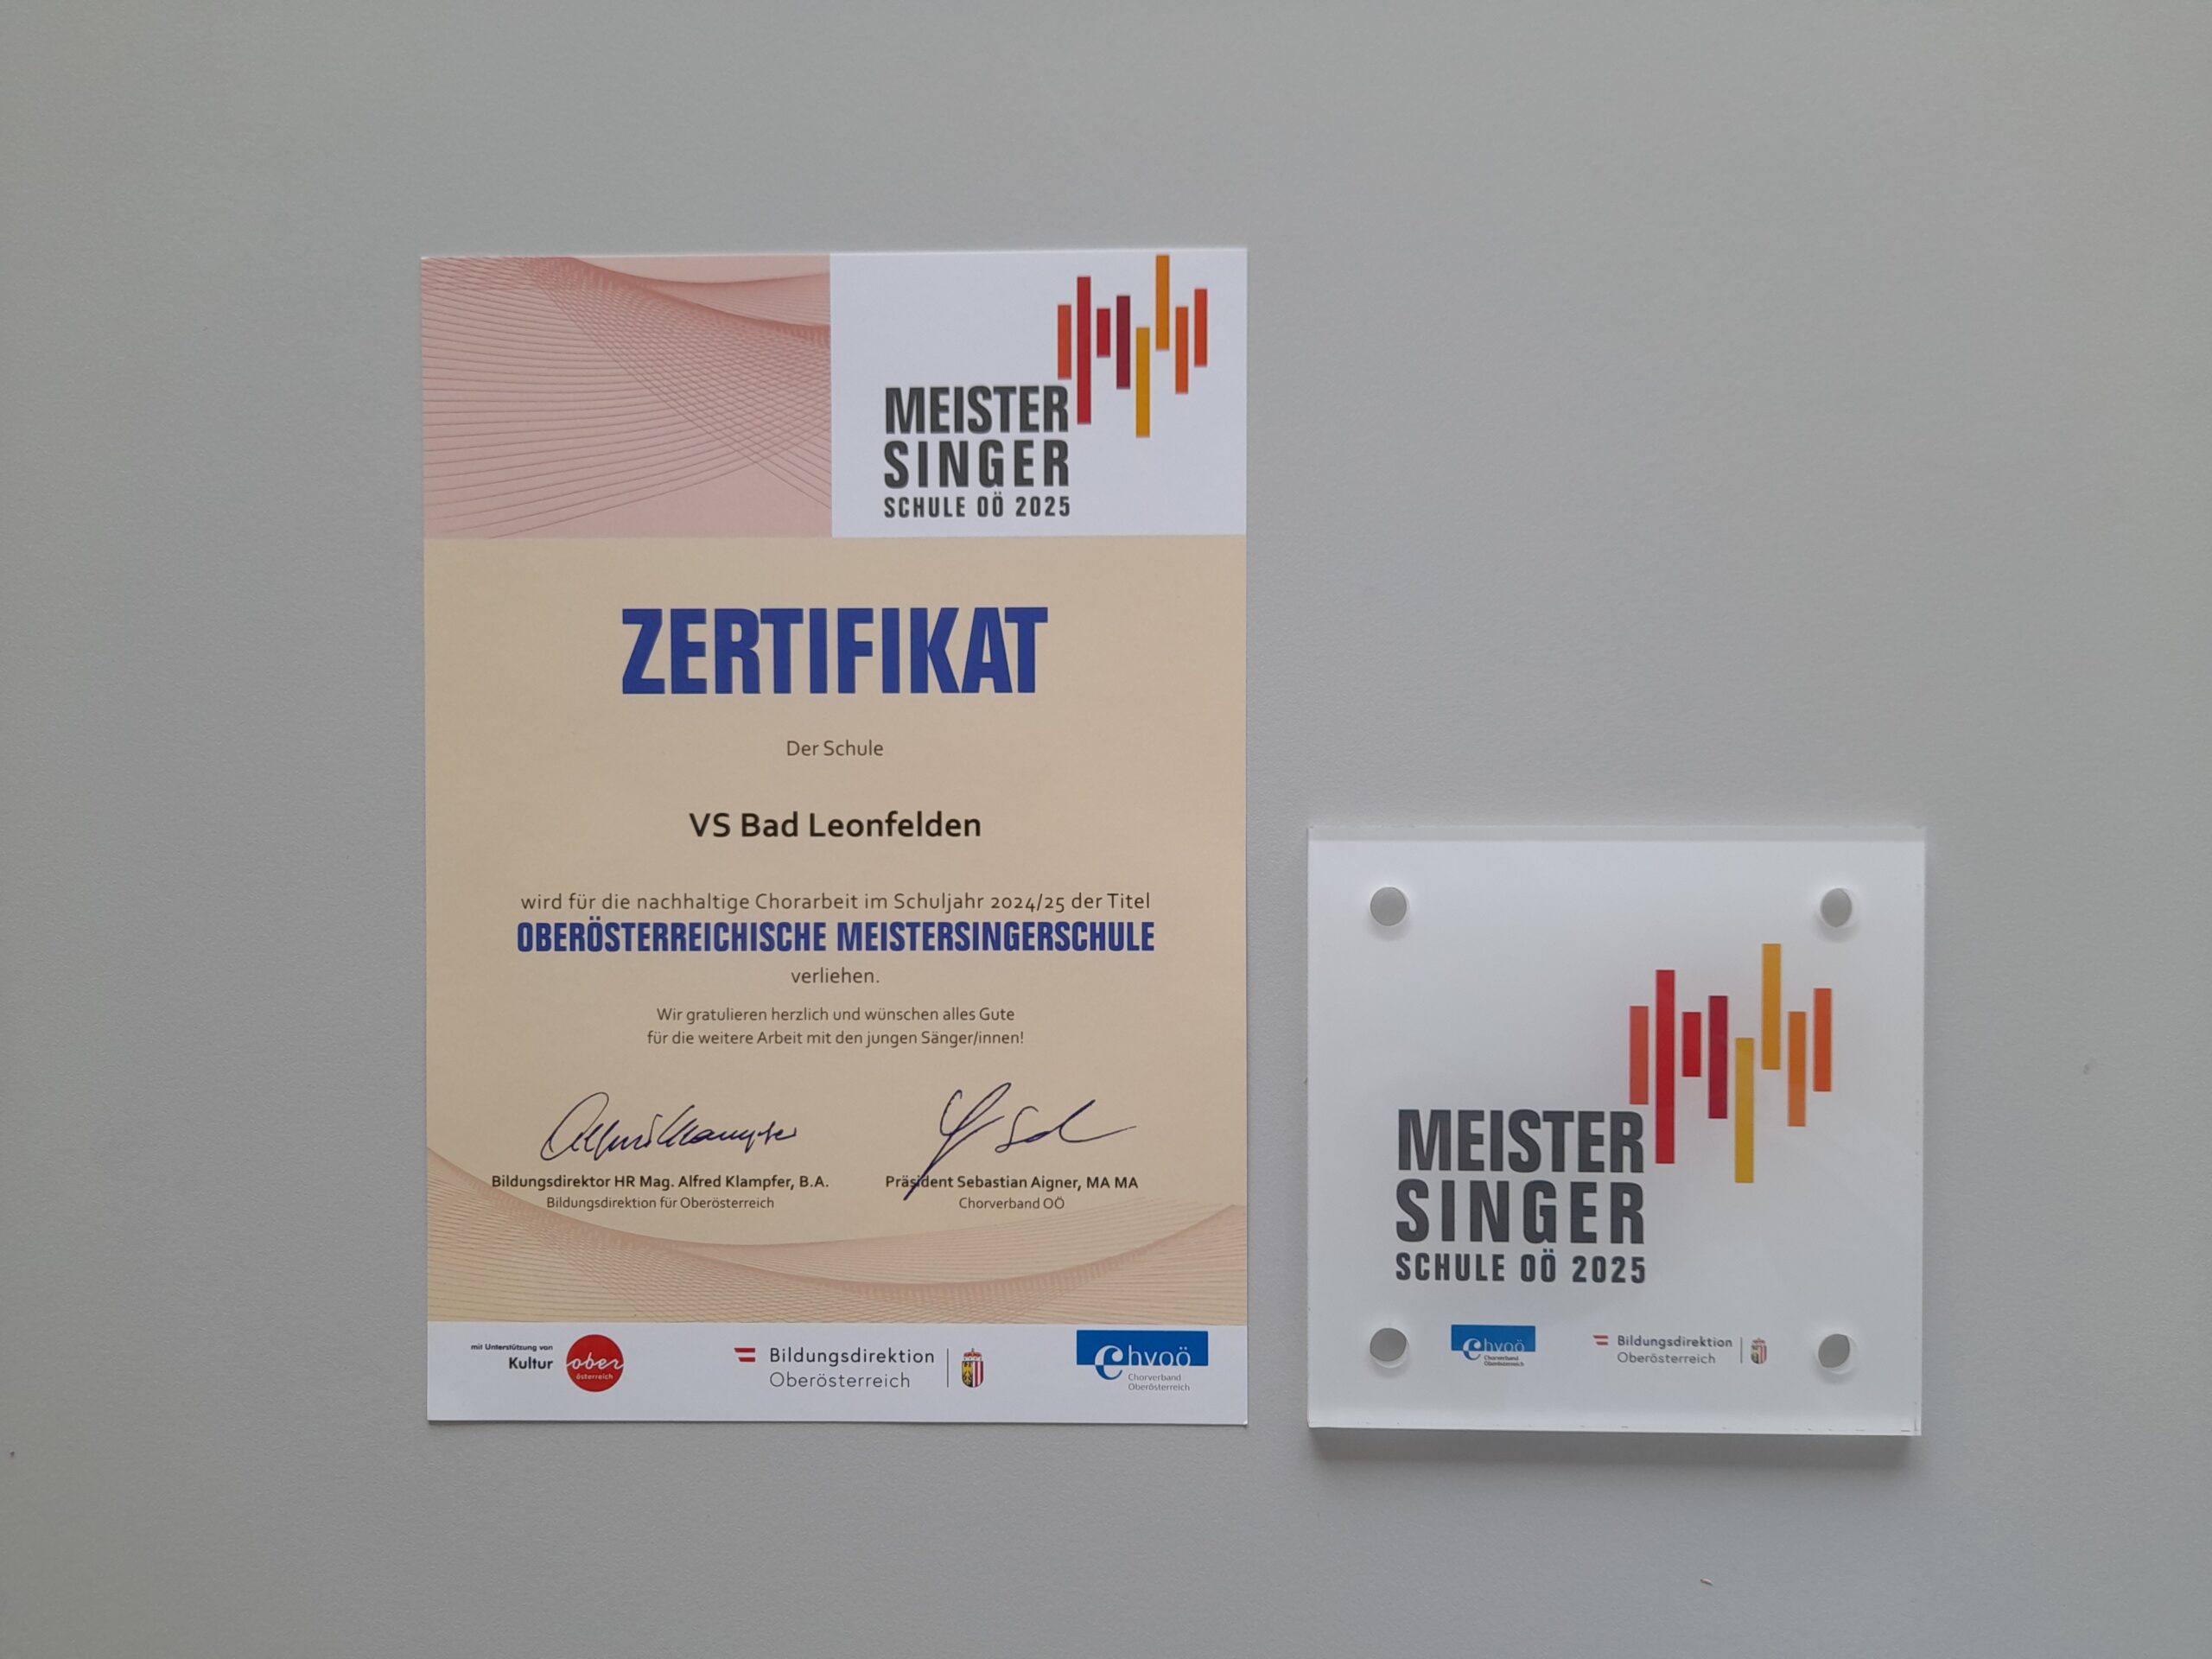 MEISTER
SINGER
SCHULE OÖ 2025
ZERTIFIKAT
Der Schule
VS Bad Leonfelden
wird für die nachhaltige Chorarbeit im Schuljahr 2024/25 der Titel
OBERÖSTERREICHISCHE MEISTERSINGERSCHULE
verliehen.
Wir gratulieren herzlich und wünschen alles Gute
für die weitere Arbeit mit den jungen Sänger/innen!
Bildungsdirektor HR Mag. Alfred Klampfer, B.A.
Bildungsdirektion für Oberösterreich
Präsident Sebastian Aigner, MA MA
Chorverband OÖ
mit Unterstützung von
Kultur
ober
österreich
Bildungsdirektion
Oberösterreich
chvoö
Chorverband
Oberösterreich
MEISTER
SINGER
SCHULE OÖ 2025
chvoö
Chorverband
Oberösterreich
Bildungsdirektion
Oberösterreich